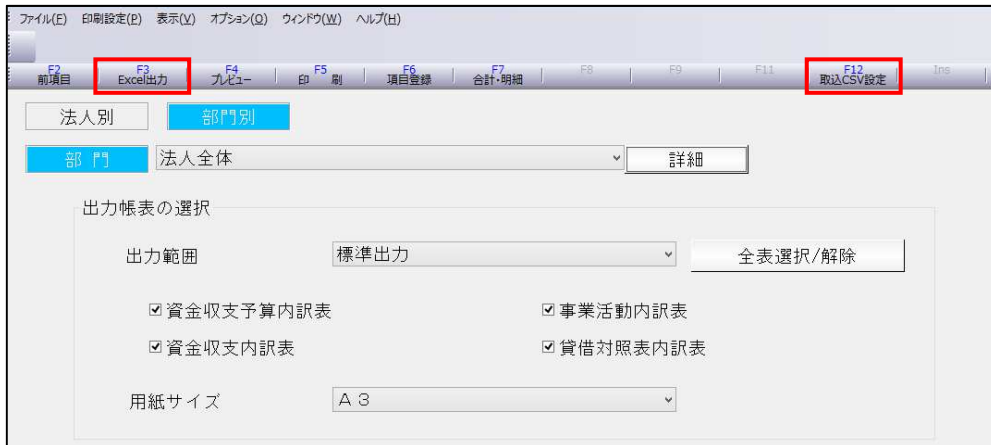 ファイル(F) 印刷設定(P) 表示(V) オプション(O) ウィンドウ(W) ヘルプ(H)
F2 F3 F4 F5 F6 F7 F8 F9 F11 F12 Ins
前項目 Excel出力 プレビュー 印 刷 項目登録 合計・明細 取込CSV設定
法人別 部門別
部 門 法人全体 詳細
出力帳表の選択
出力範囲 標準出力 全表選択/解除
資金収支予算内訳表 事業活動内訳表
資金収支内訳表 貸借対照表内訳表
用紙サイズ A3